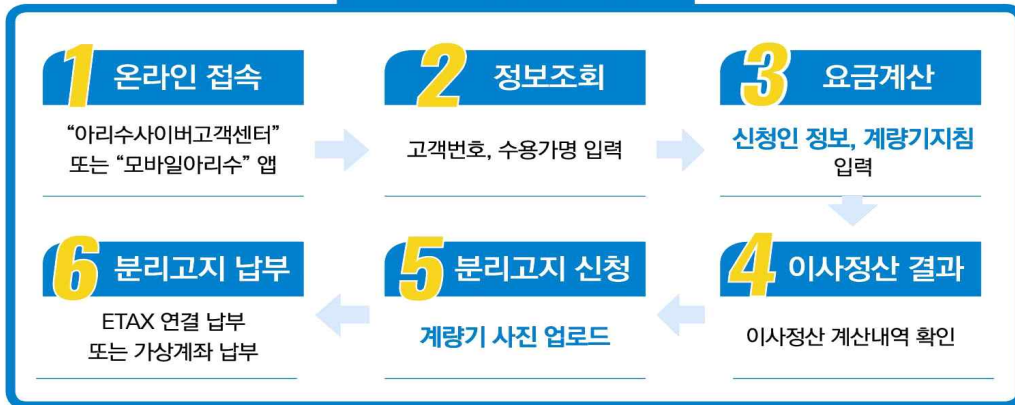 1 온라인 접속
“아리수사이버고객센터”
또는 “모바일아리수” 앱
2 정보조회
고객번호, 수용가명 입력
3 요금계산
신청인 정보, 계량기지침
입력
4 이사정산 결과
이사정산 계산내역 확인
5 분리고지 신청
계량기 사진 업로드
6 분리고지 납부
ETAX 연결 납부
또는 가상계좌 납부